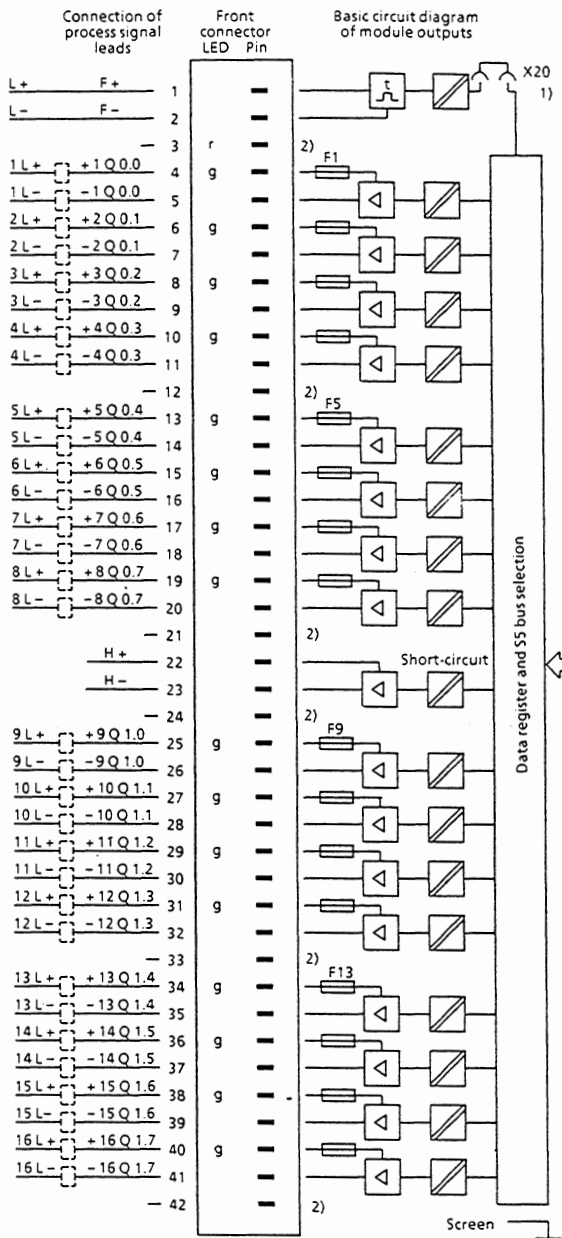 Connection of process signal leads
Front connector
LED Pin
Basic circuit diagram of module outputs
X20
1)
L+ F+ 1 t
L- F- 2
3 r 2)
1L+ +1Q0.0 4 g F1
1L- -1Q0.0 5
2L+ +2Q0.1 6 g
2L- -2Q0.1 7
3L+ +3Q0.2 8 g
3L- -3Q0.2 9
4L+ +4Q0.3 10 g
4L- -4Q0.3 11
12 2)
5L+ +5Q0.4 13 g F5
5L- -5Q0.4 14
6L+ +6Q0.5 15 g
6L- -6Q0.5 16
7L+ +7Q0.6 17 g
7L- -7Q0.6 18
8L+ +8Q0.7 19 g
8L- -8Q0.7 20
21 2)
H+ 22 Short-circuit
H- 23
24 2)
9L+ +9Q1.0 25 g F9
9L- -9Q1.0 26
10L+ +10Q1.1 27 g
10L- -10Q1.1 28
11L+ +11Q1.2 29 g
11L- -11Q1.2 30
12L+ +12Q1.3 31 g
12L- -12Q1.3 32
33 2)
13L+ +13Q1.4 34 g F13
13L- -13Q1.4 35
14L+ +14Q1.5 36 g
14L- -14Q1.5 37
15L+ +15Q1.6 38 g
15L- -15Q1.6 39
16L+ +16Q1.7 40 g
16L- -16Q1.7 41
42 2)
Data register and S5 bus selection
Screen